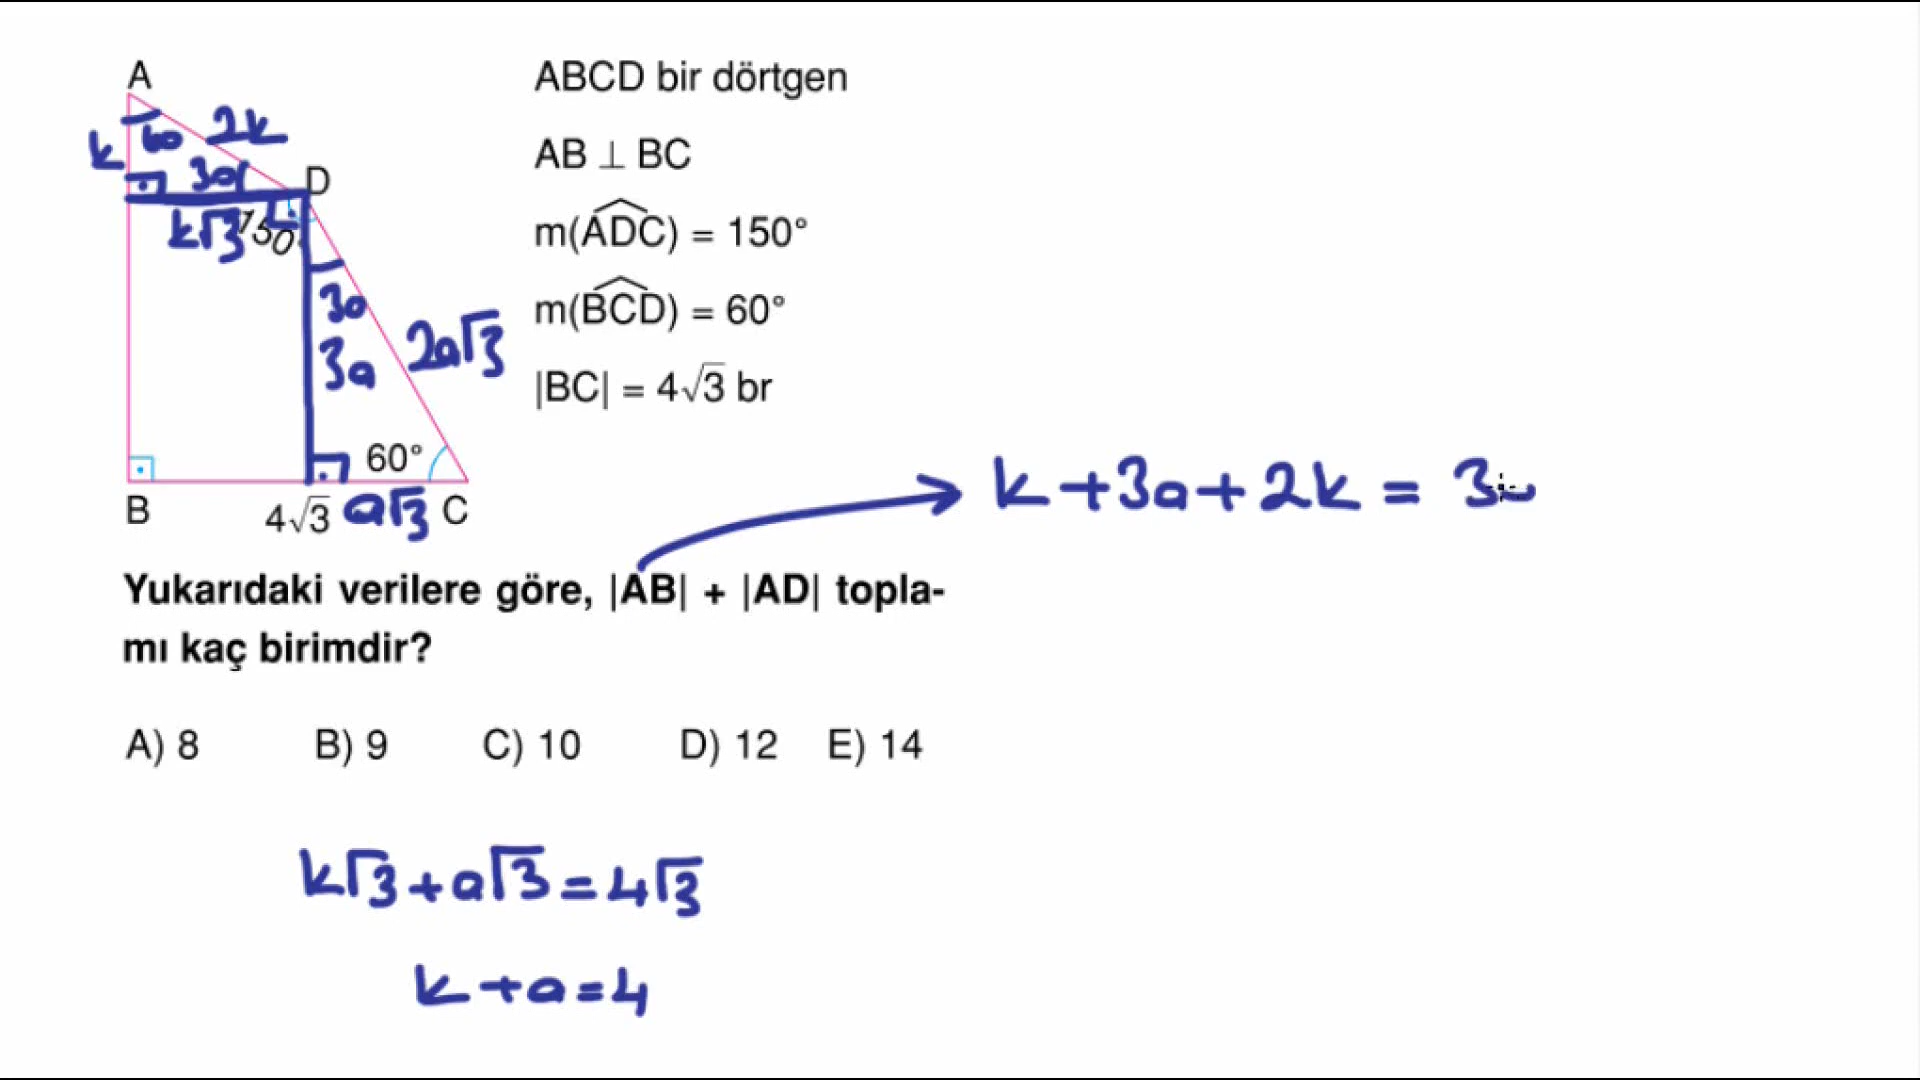 A
60
2k
k
30
D
k√3
150
30
3a
2a√3
60°
B
4√3
a√3
C
ABCD bir dörtgen
AB ⊥ BC
m(ADC) = 150°
m(BCD) = 60°
|BC| = 4√3 br
k+3a+2k = 3
Yukarıdaki verilere göre, |AB| + |AD| topla-
mı kaç birimdir?
A) 8 B) 9 C) 10 D) 12 E) 14
k√3+a√3=4√3
k+a=4